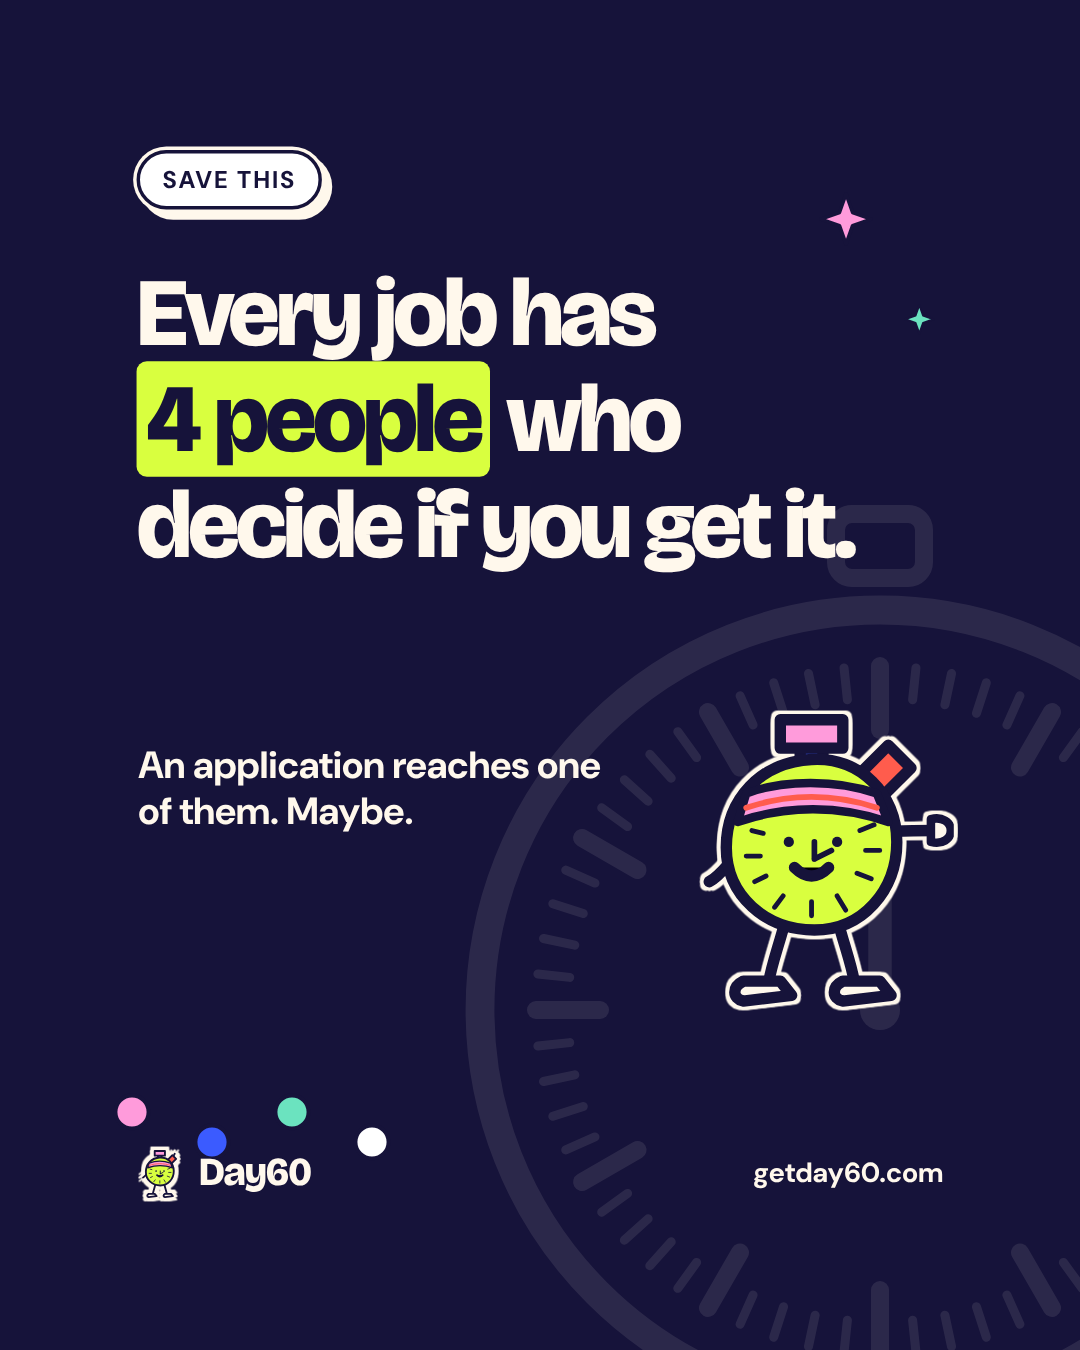 SAVE THIS
Every job has
4 people who
decide if you get it.
An application reaches one
of them. Maybe.
Day60
getday60.com